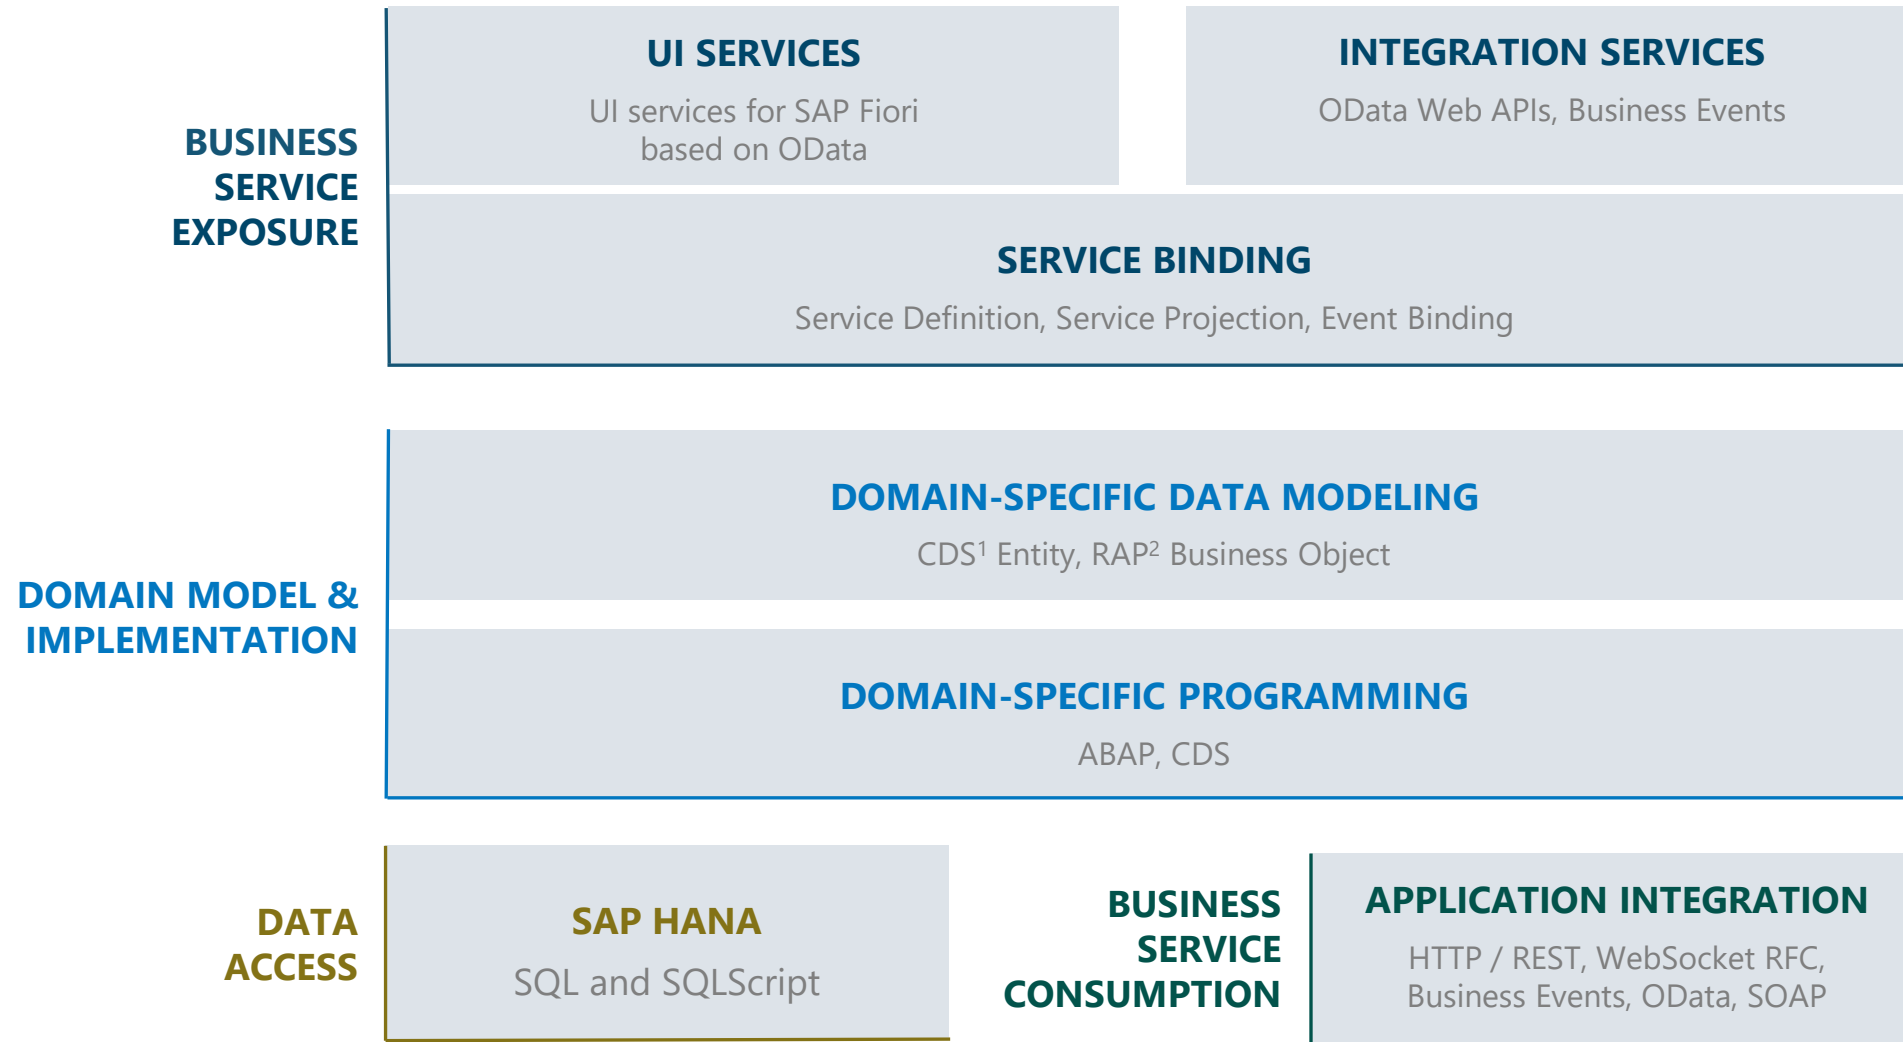 BUSINESS
SERVICE
EXPOSURE
UI SERVICES
UI services for SAP Fiori
based on OData
INTEGRATION SERVICES
OData Web APIs, Business Events
SERVICE BINDING
Service Definition, Service Projection, Event Binding
DOMAIN MODEL &
IMPLEMENTATION
DOMAIN-SPECIFIC DATA MODELING
CDS¹ Entity, RAP² Business Object
DOMAIN-SPECIFIC PROGRAMMING
ABAP, CDS
DATA
ACCESS
SAP HANA
SQL and SQLScript
BUSINESS
SERVICE
CONSUMPTION
APPLICATION INTEGRATION
HTTP / REST, WebSocket RFC,
Business Events, OData, SOAP